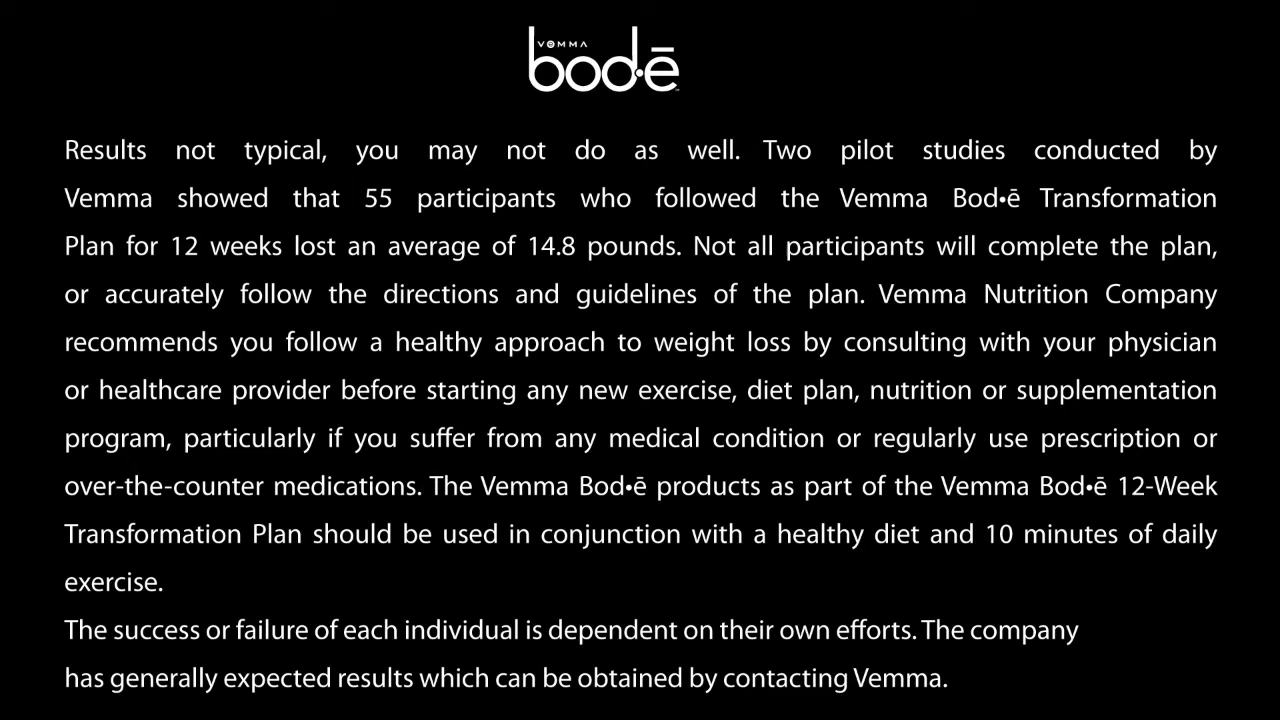 VEMMA
bod•ē
Results not typical, you may not do as well. Two pilot studies conducted by
Vemma showed that 55 participants who followed the Vemma Bod•ē Transformation
Plan for 12 weeks lost an average of 14.8 pounds. Not all participants will complete the plan,
or accurately follow the directions and guidelines of the plan. Vemma Nutrition Company
recommends you follow a healthy approach to weight loss by consulting with your physician
or healthcare provider before starting any new exercise, diet plan, nutrition or supplementation
program, particularly if you suffer from any medical condition or regularly use prescription or
over-the-counter medications. The Vemma Bod•ē products as part of the Vemma Bod•ē 12-Week
Transformation Plan should be used in conjunction with a healthy diet and 10 minutes of daily
exercise.
The success or failure of each individual is dependent on their own efforts. The company
has generally expected results which can be obtained by contacting Vemma.